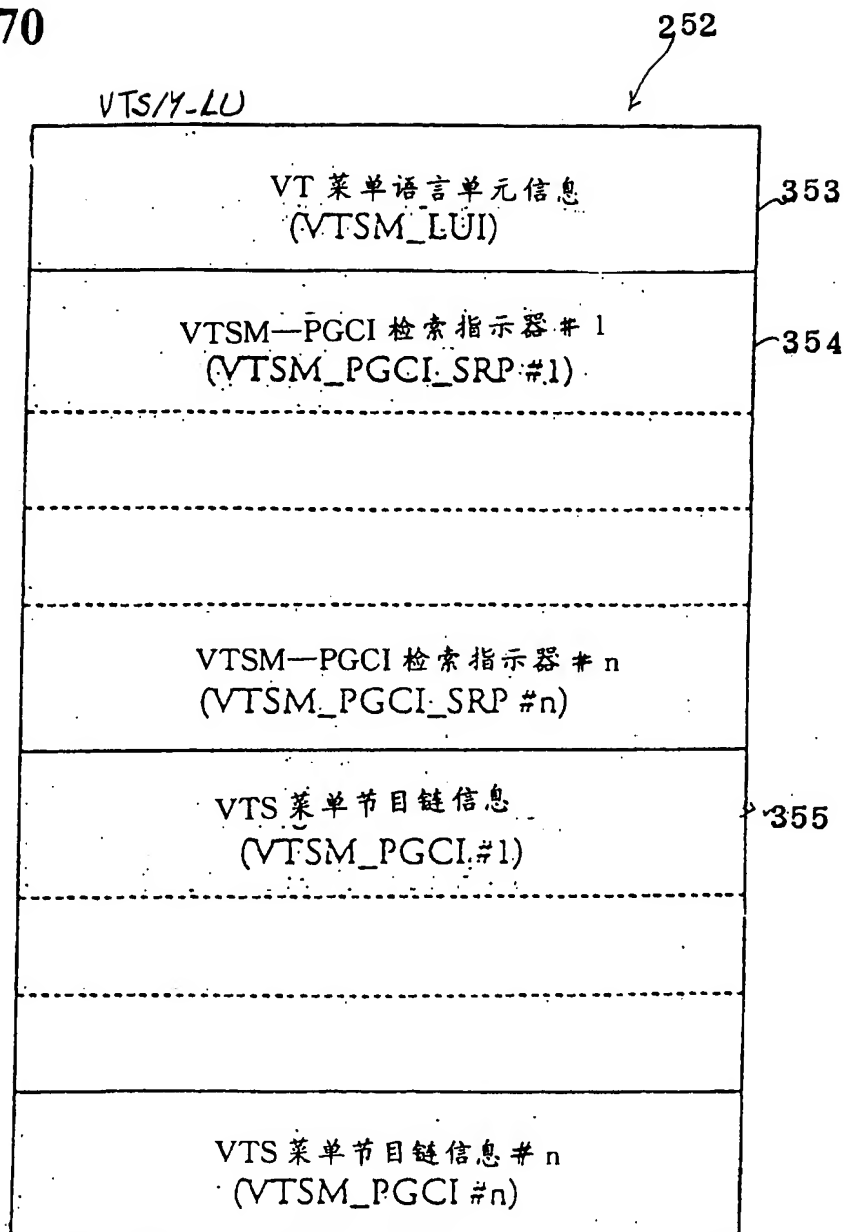 70
252
VTSM_LU
VT 菜单语言单元信息
(VTSM_LUI)
353
VTSM—PGCI 检索指示器 # 1
(VTSM_PGCI_SRP #1)
354
VTSM—PGCI 检索指示器 # n
(VTSM_PGCI_SRP #n)
VTS 菜单节目链信息
(VTSM_PGCI #1)
355
VTS 菜单节目链信息 # n
(VTSM_PGCI #n)